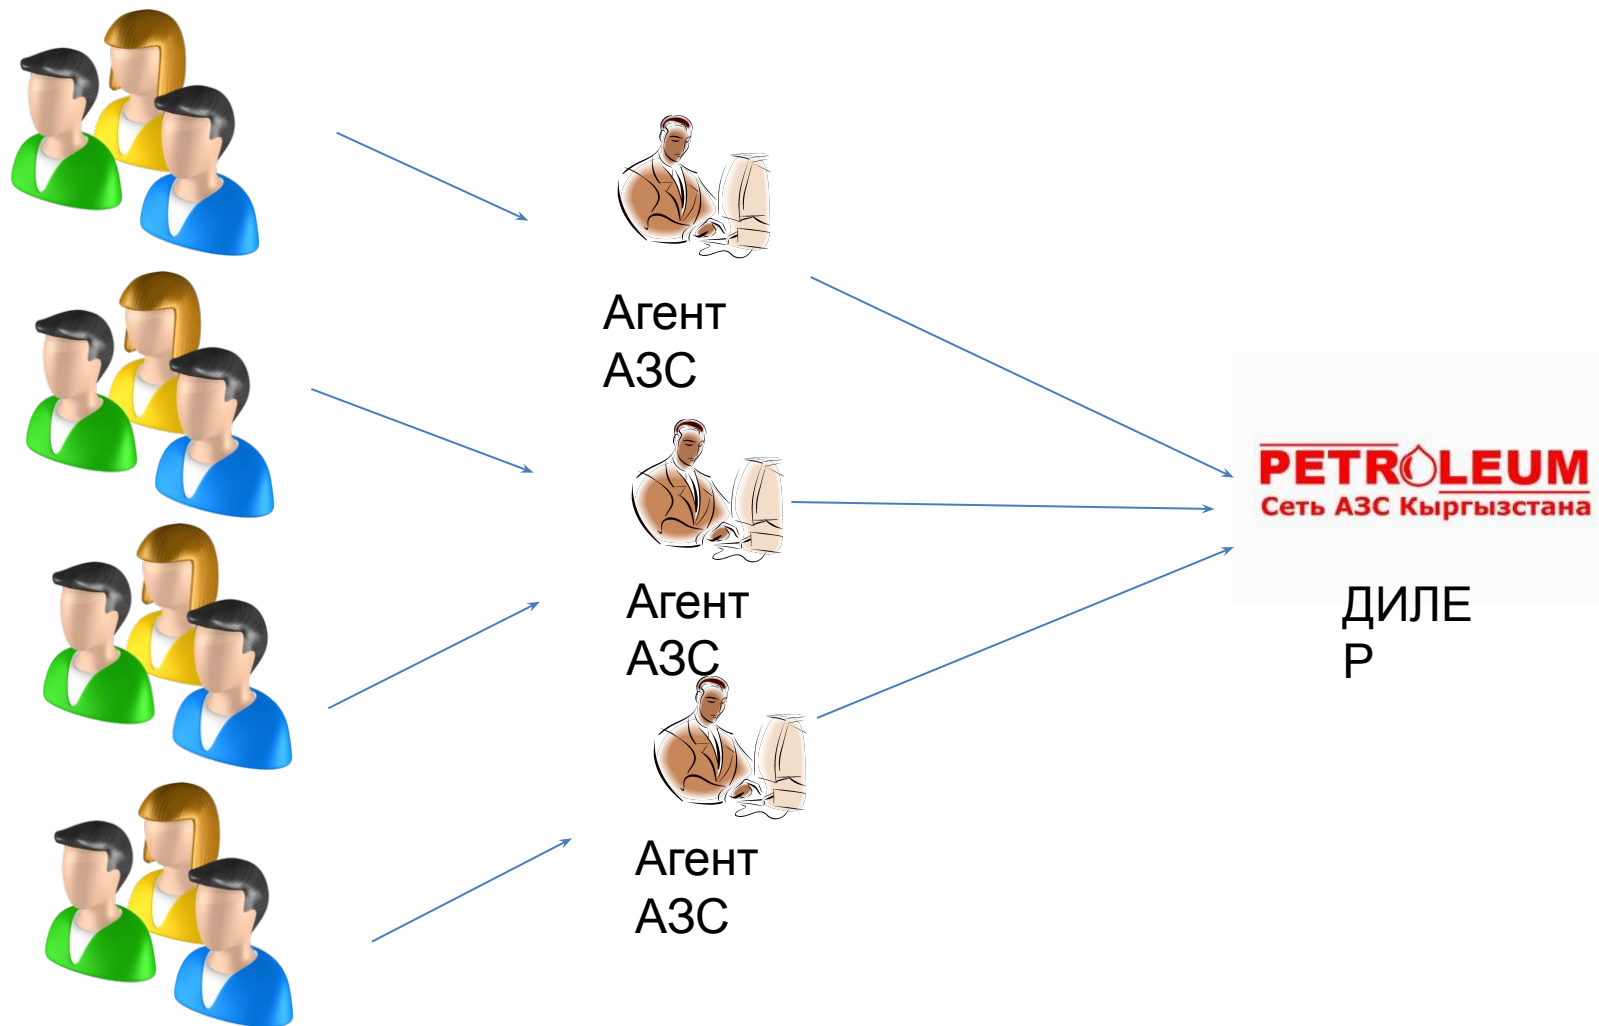 Агент
АЗС
Агент
АЗС
Агент
АЗС
PETROLEUM
Сеть АЗС Кыргызстана
ДИЛЕ
Р